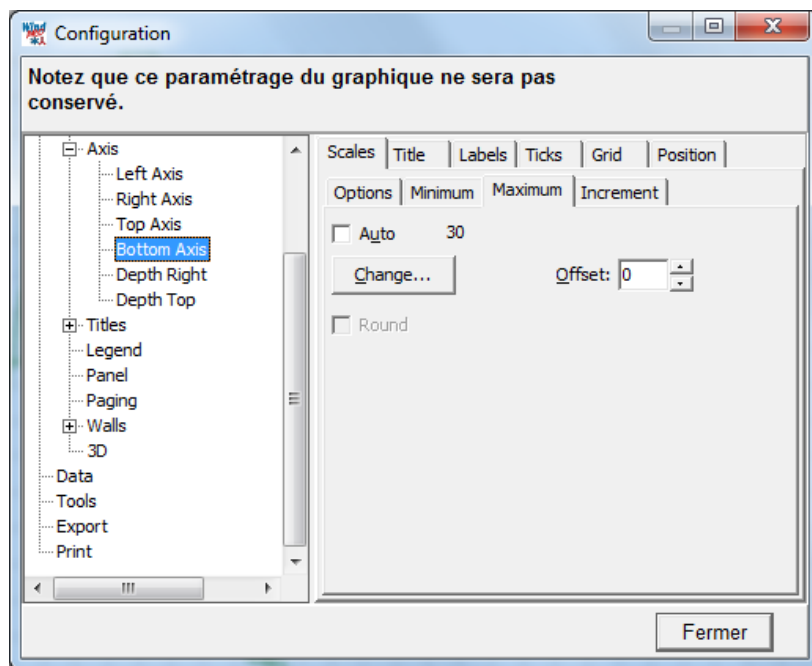 Configuration
Notez que ce paramétrage du graphique ne sera pas
conservé.
Axis
Left Axis
Right Axis
Top Axis
Bottom Axis
Depth Right
Depth Top
Titles
Legend
Panel
Paging
Walls
3D
Data
Tools
Export
Print
Scales Title Labels Ticks Grid Position
Options Minimum Maximum Increment
Auto 30
Change... Offset: 0
Round
Fermer